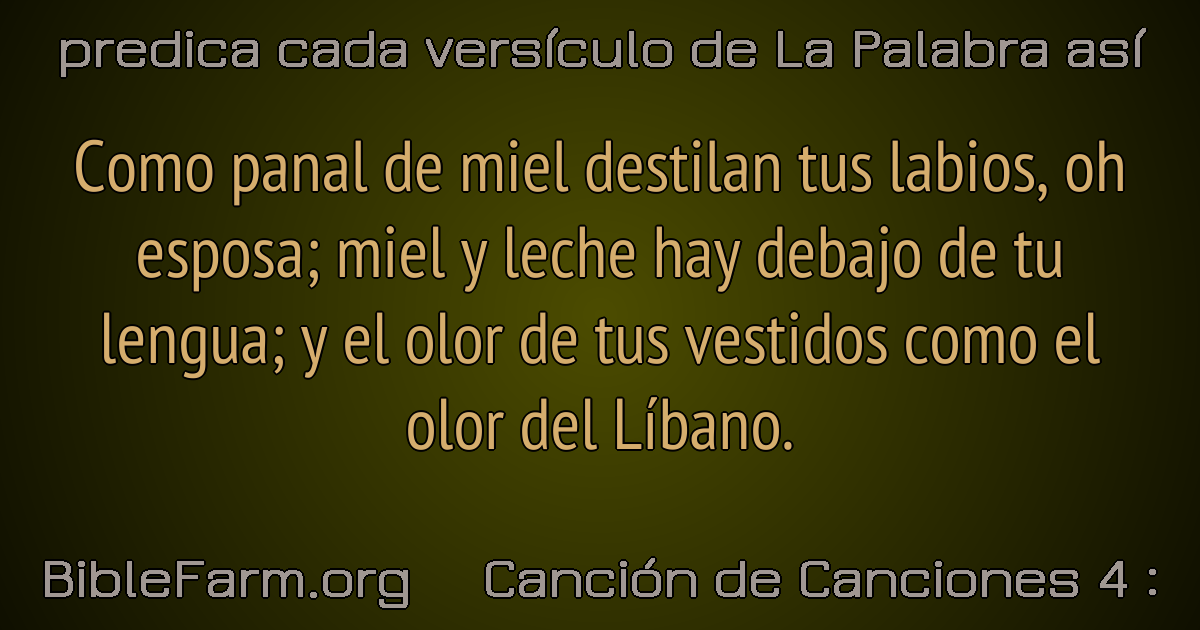 predica cada versículo de La Palabra así
Como panal de miel destilan tus labios, oh
esposa; miel y leche hay debajo de tu
lengua; y el olor de tus vestidos como el
olor del Líbano.
BibleFarm.org Canción de Canciones 4 :